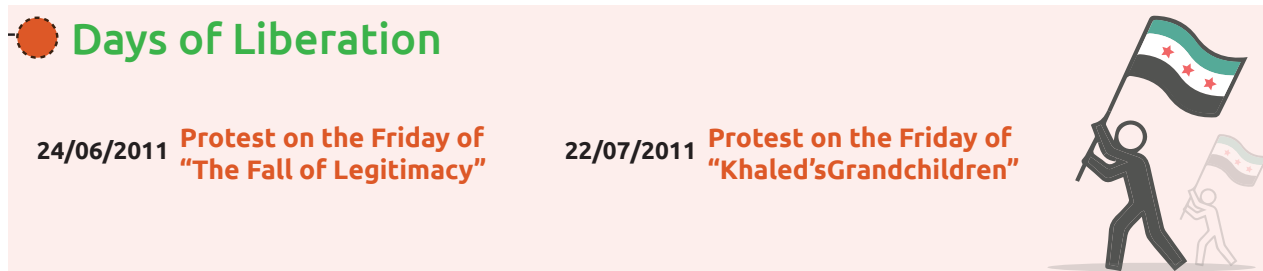 Days of Liberation
24/06/2011
Protest on the Friday of
“The Fall of Legitimacy”
22/07/2011
Protest on the Friday of
“Khaled’sGrandchildren”